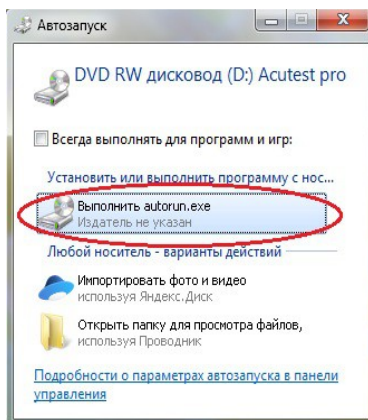 Автозапуск
DVD RW дисковод (D:) Acutest pro
Всегда выполнять для программ и игр:
Установить или выполнить программу с нос...
Выполнить autorun.exe
Издатель не указан
Любой носитель - варианты действий
Импортировать фото и видео
используя Яндекс.Диск
Открыть папку для просмотра файлов,
используя Проводник
Подробности о параметрах автозапуска в панели
управления